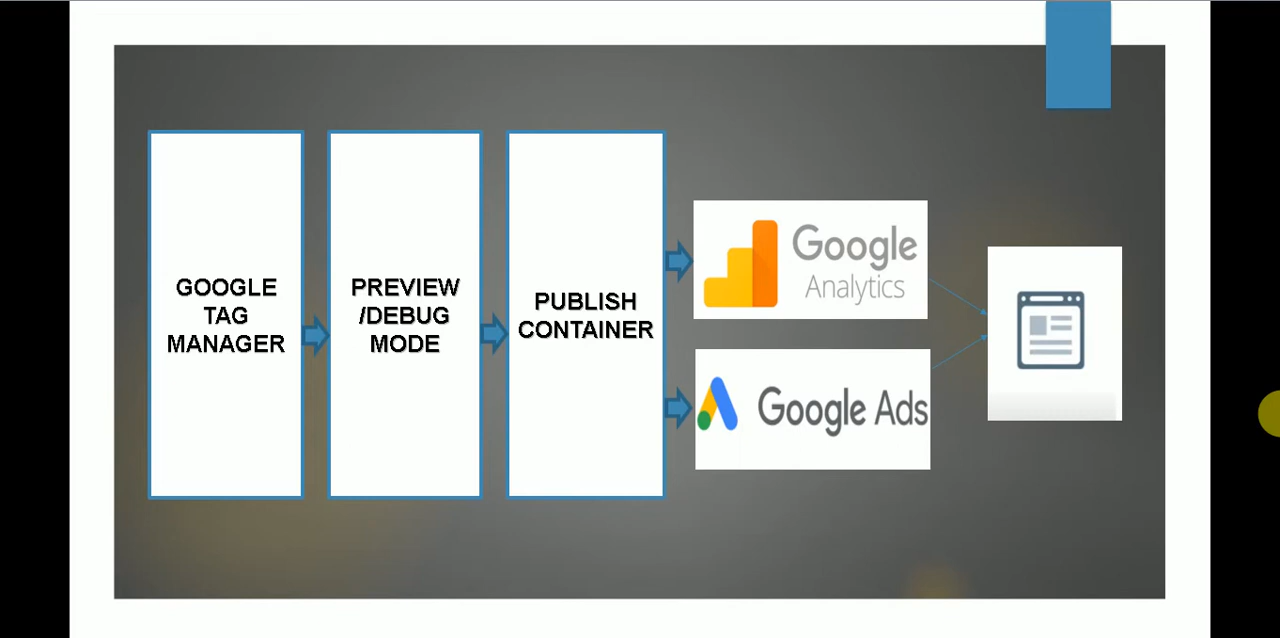 GOOGLE
TAG
MANAGER
PREVIEW
/DEBUG
MODE
PUBLISH
CONTAINER
Google
Analytics
Google Ads